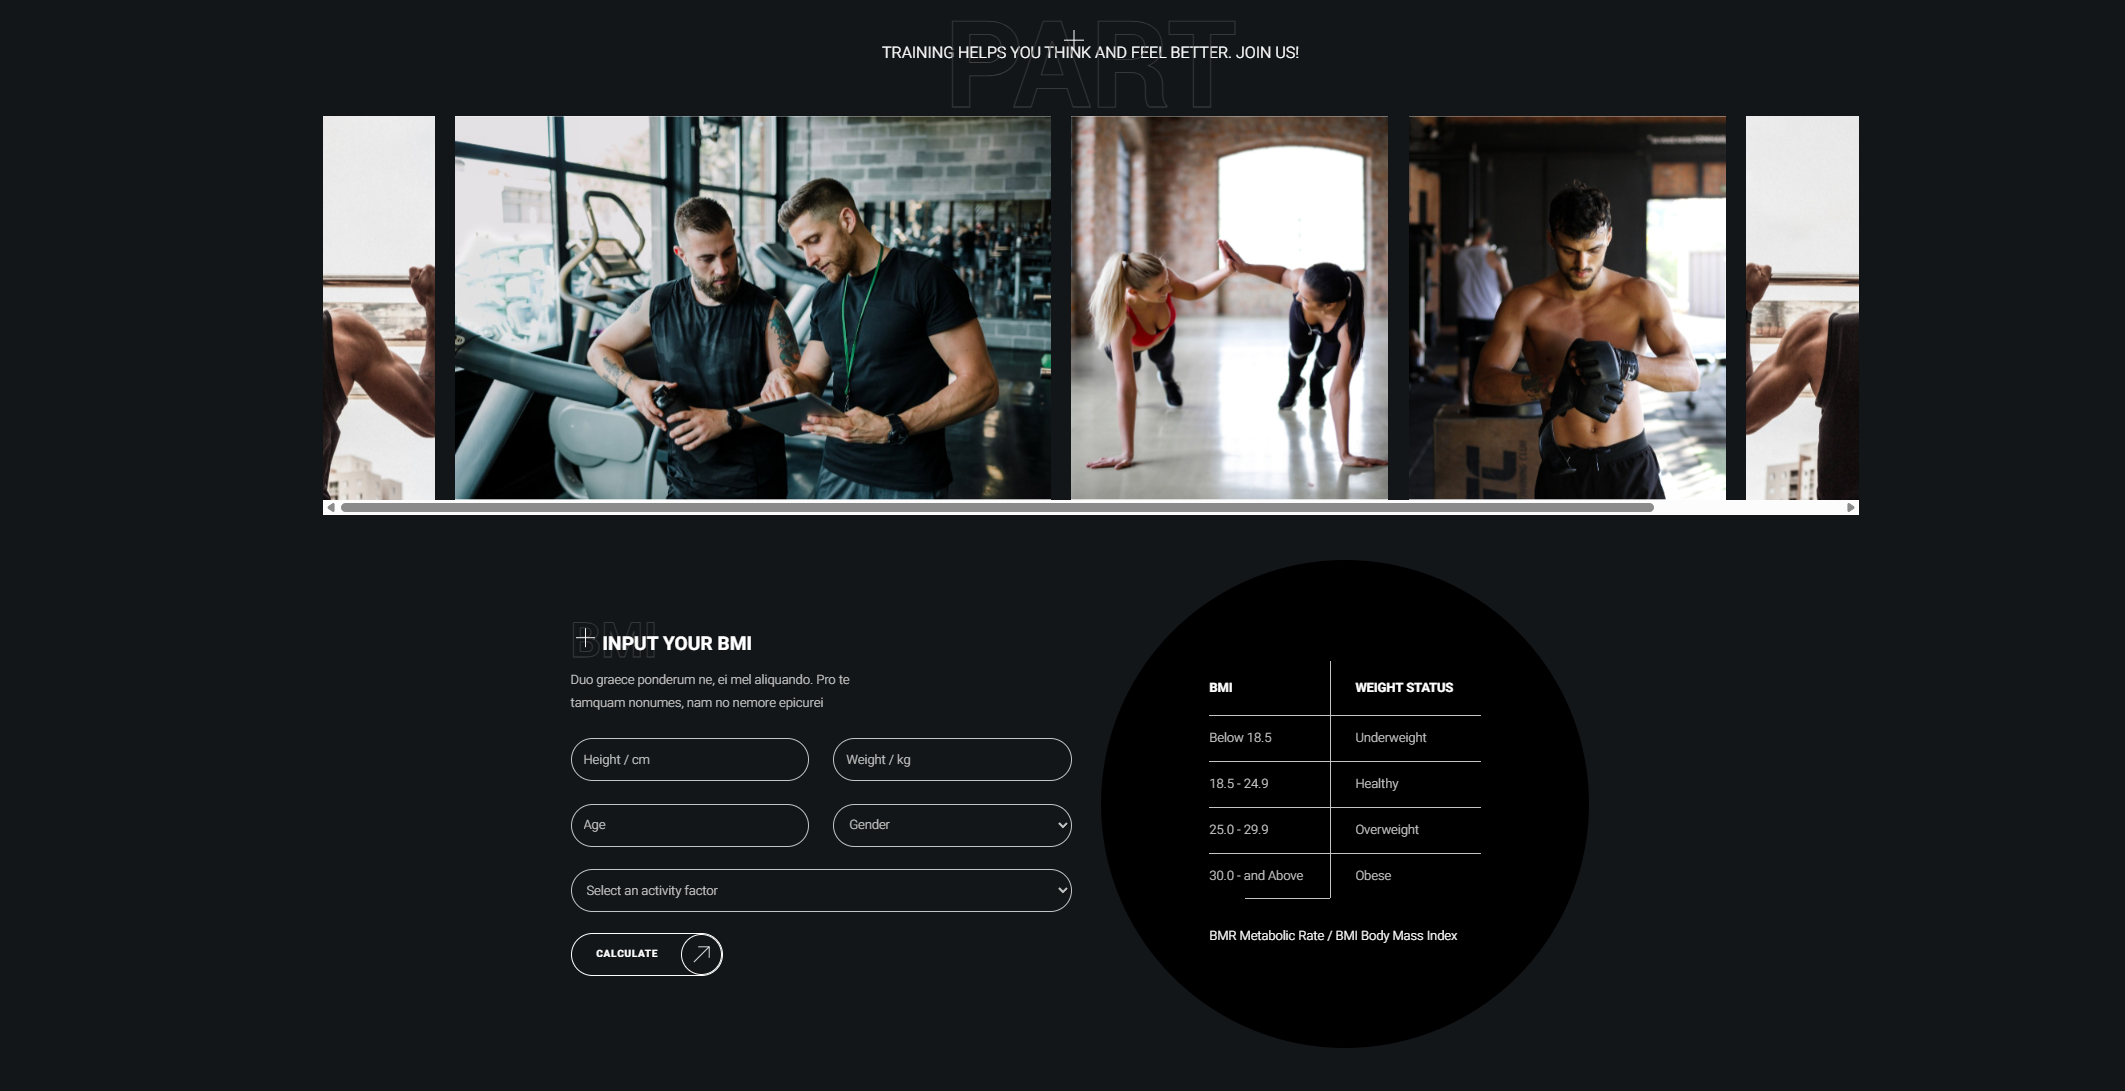 PART
TRAINING HELPS YOU THINK AND FEEL BETTER. JOIN US!
BMI
INPUT YOUR BMI
Duo graece ponderum ne, ei mel aliquando. Pro te
tamquam nonumes, nam no nemore epicurei
Height / cm
Weight / kg
Age
Gender
Select an activity factor
CALCULATE
BMI WEIGHT STATUS
Below 18.5 Underweight
18.5 - 24.9 Healthy
25.0 - 29.9 Overweight
30.0 - and Above Obese
BMR Metabolic Rate / BMI Body Mass Index